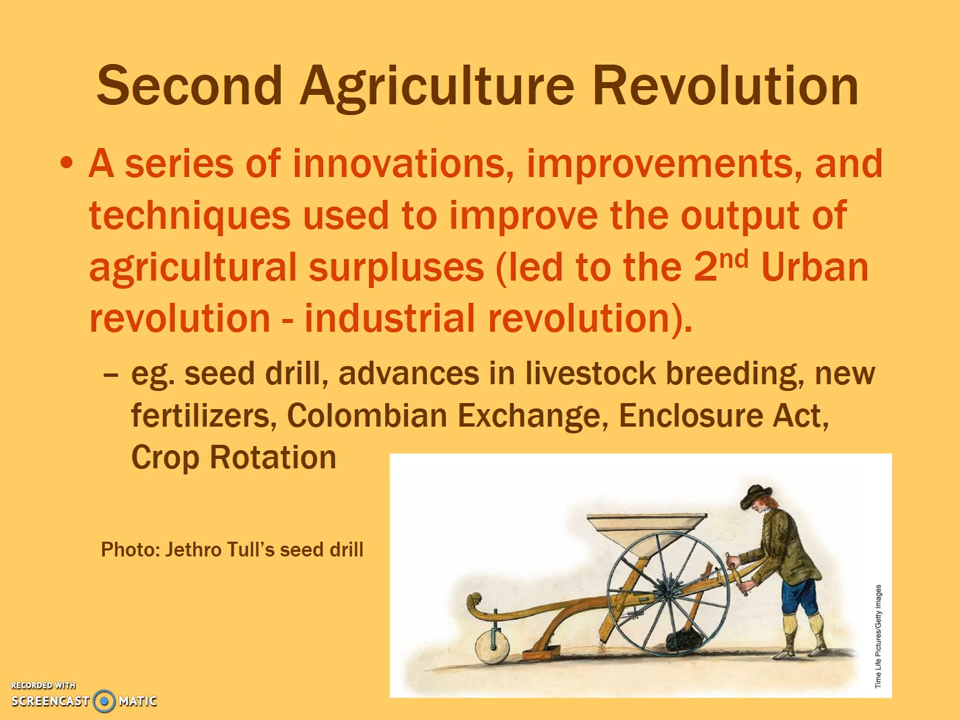 Second Agriculture Revolution
• A series of innovations, improvements, and
techniques used to improve the output of
agricultural surpluses (led to the 2nd Urban
revolution - industrial revolution).
– eg. seed drill, advances in livestock breeding, new
fertilizers, Colombian Exchange, Enclosure Act,
Crop Rotation
Photo: Jethro Tull’s seed drill
Time Life Pictures/Getty Images
RECORDED WITH
SCREENCAST MATIC